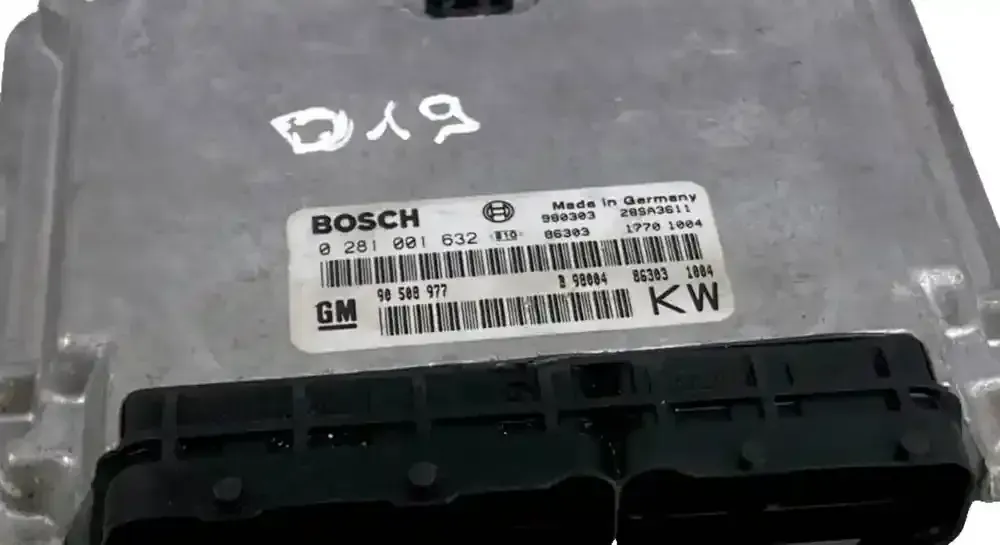 D19
BOSCH Made in Germany
980303 28SA3611
0 281 001 632 B10 86303 1770 1004
GM 90 508 977 B 98004 86303 1004
KW